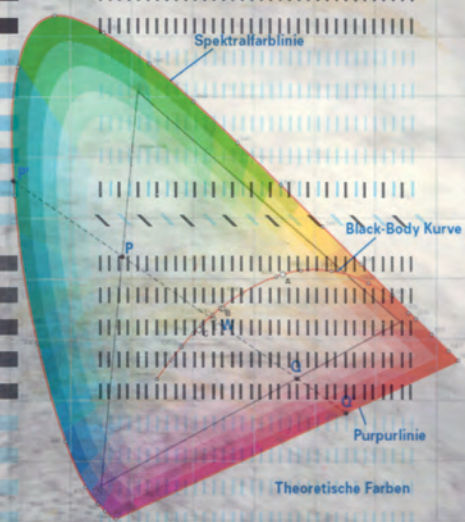 Spektralfarblinie
P'
Black-Body Kurve
P
A
B
W
C
Q
Q'
Purpurlinie
Theoretische Farben